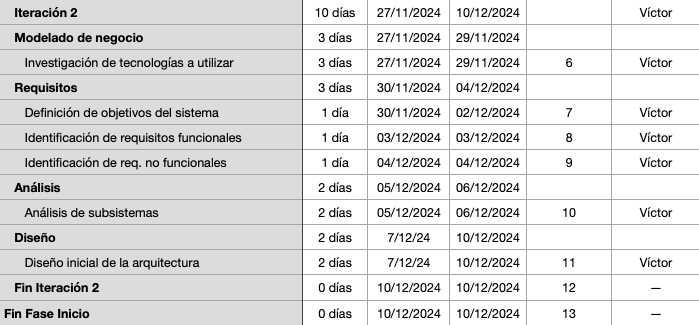 Iteración 2 10 días 27/11/2024 10/12/2024 Víctor
Modelado de negocio 3 días 27/11/2024 29/11/2024
Investigación de tecnologías a utilizar 3 días 27/11/2024 29/11/2024 6 Víctor
Requisitos 3 días 30/11/2024 04/12/2024
Definición de objetivos del sistema 1 día 30/11/2024 02/12/2024 7 Víctor
Identificación de requisitos funcionales 1 día 03/12/2024 03/12/2024 8 Víctor
Identificación de req. no funcionales 1 día 04/12/2024 04/12/2024 9 Víctor
Análisis 2 días 05/12/2024 06/12/2024
Análisis de subsistemas 2 días 05/12/2024 06/12/2024 10 Víctor
Diseño 2 días 7/12/24 10/12/2024
Diseño inicial de la arquitectura 2 días 7/12/24 10/12/2024 11 Víctor
Fin Iteración 2 0 días 10/12/2024 10/12/2024 12 —
Fin Fase Inicio 0 días 10/12/2024 10/12/2024 13 —